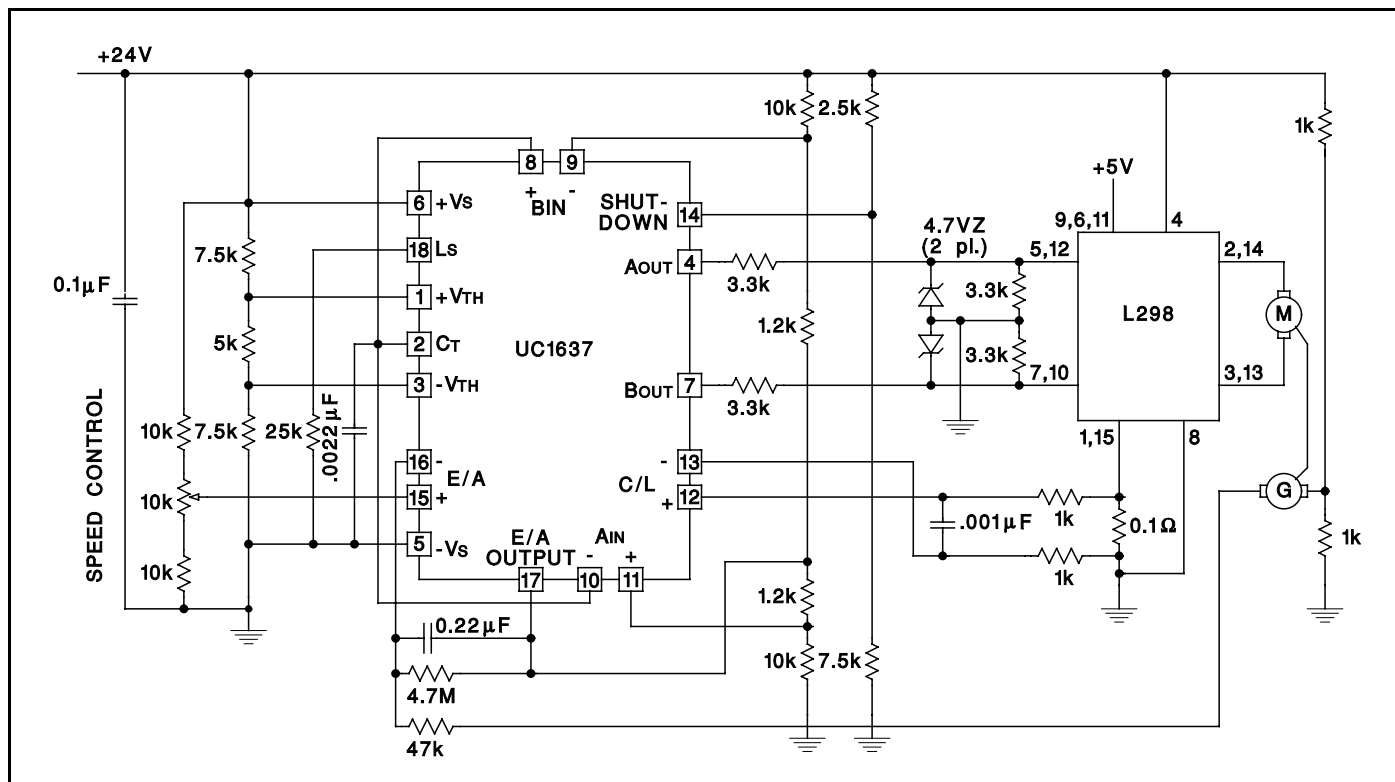 +24V
10k
2.5k
1k
8
9
+
BIN
-
6
+VS
SHUT-
DOWN
14
+5V
9,6,11
4
18
LS
7.5k
AOUT
4
3.3k
4.7VZ
(2 pl.)
5,12
2,14
0.1µF
1
+VTH
3.3k
L298
M
5k
2
CT
UC1637
1.2k
3.3k
3
-VTH
BOUT
7
3.3k
7,10
3,13
SPEED CONTROL
10k
7.5k
25k
.0022µF
1,15
8
16
-
E/A
-
13
C/L
10k
15
+
+
12
G
.001µF
1k
0.1Ω
5
-VS
E/A
OUTPUT
AIN
-
+
1k
1k
10k
17
10
11
1.2k
0.22µF
10k
7.5k
4.7M
47k